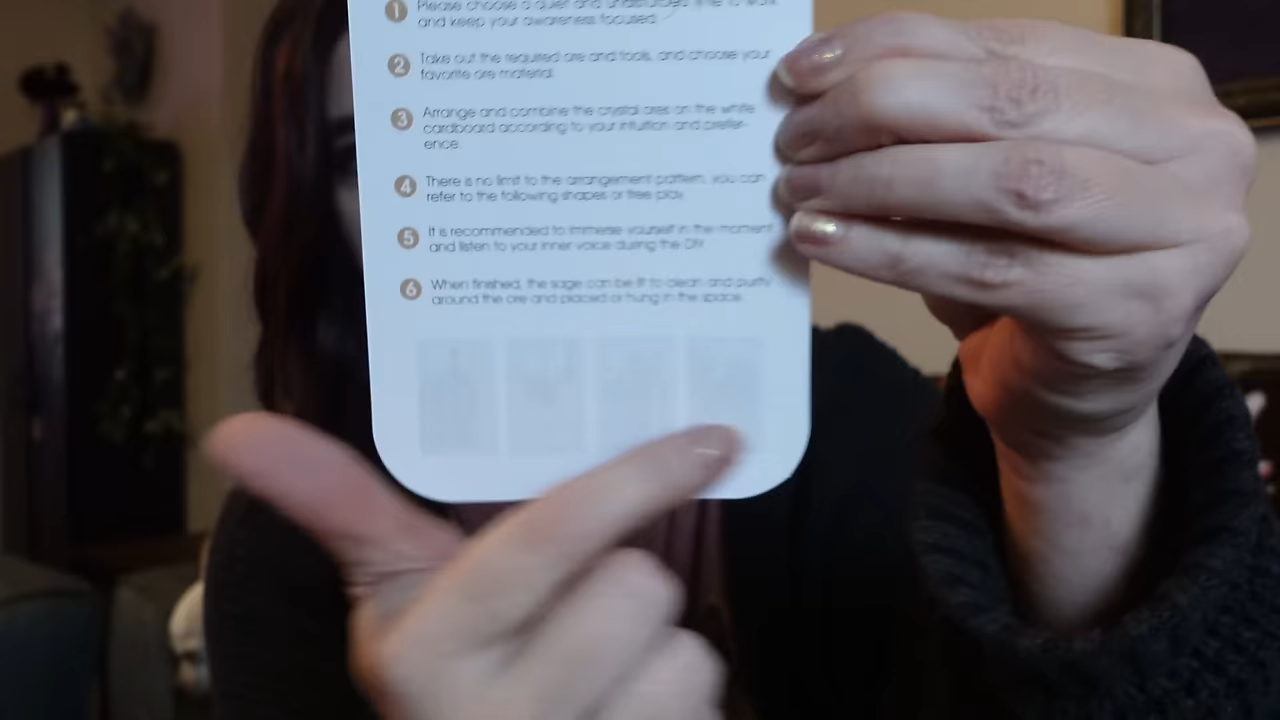 1 Please choose a quiet and undisturbed time to work
and keep your awareness focused.
2 Take out the required ore and tools, and choose your
favorite ore material.
3 Arrange and combine the crystal ores on the white
cardboard according to your intuition and prefer-
ence.
4 There is no limit to the arrangement pattern, you can
refer to the following shapes or free play.
5 It is recommended to immerse yourself in the moment
and listen to your inner voice during the DIY
6 When finished, the sage can be lit to clean and purify
around the ore and placed or hung in the space.